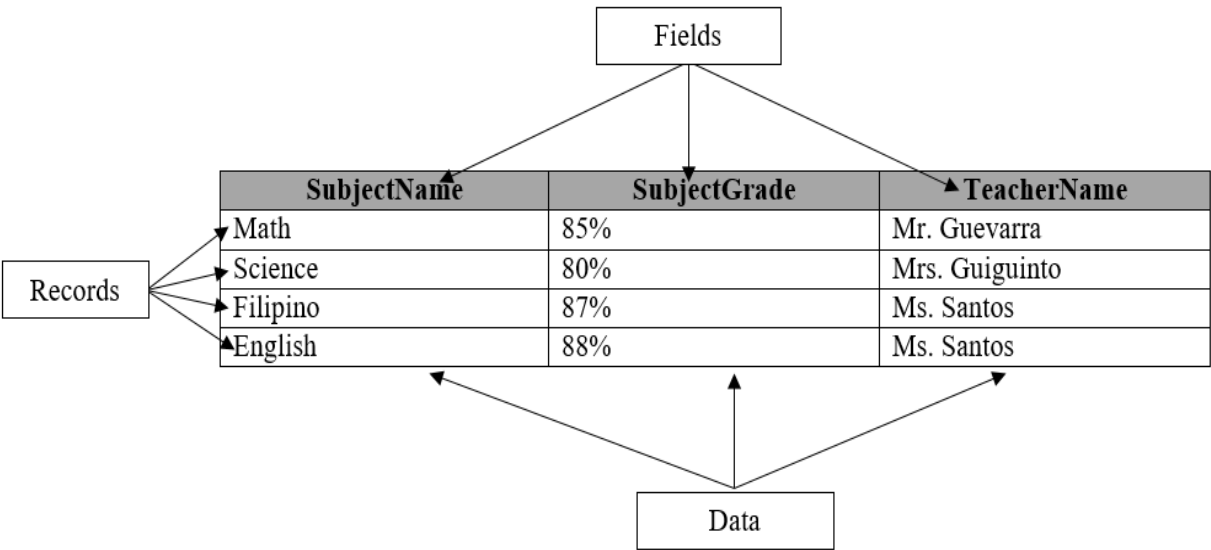 Fields
SubjectName SubjectGrade TeacherName
Math 85% Mr. Guevarra
Science 80% Mrs. Guiguinto
Records
Filipino 87% Ms. Santos
English 88% Ms. Santos
Data